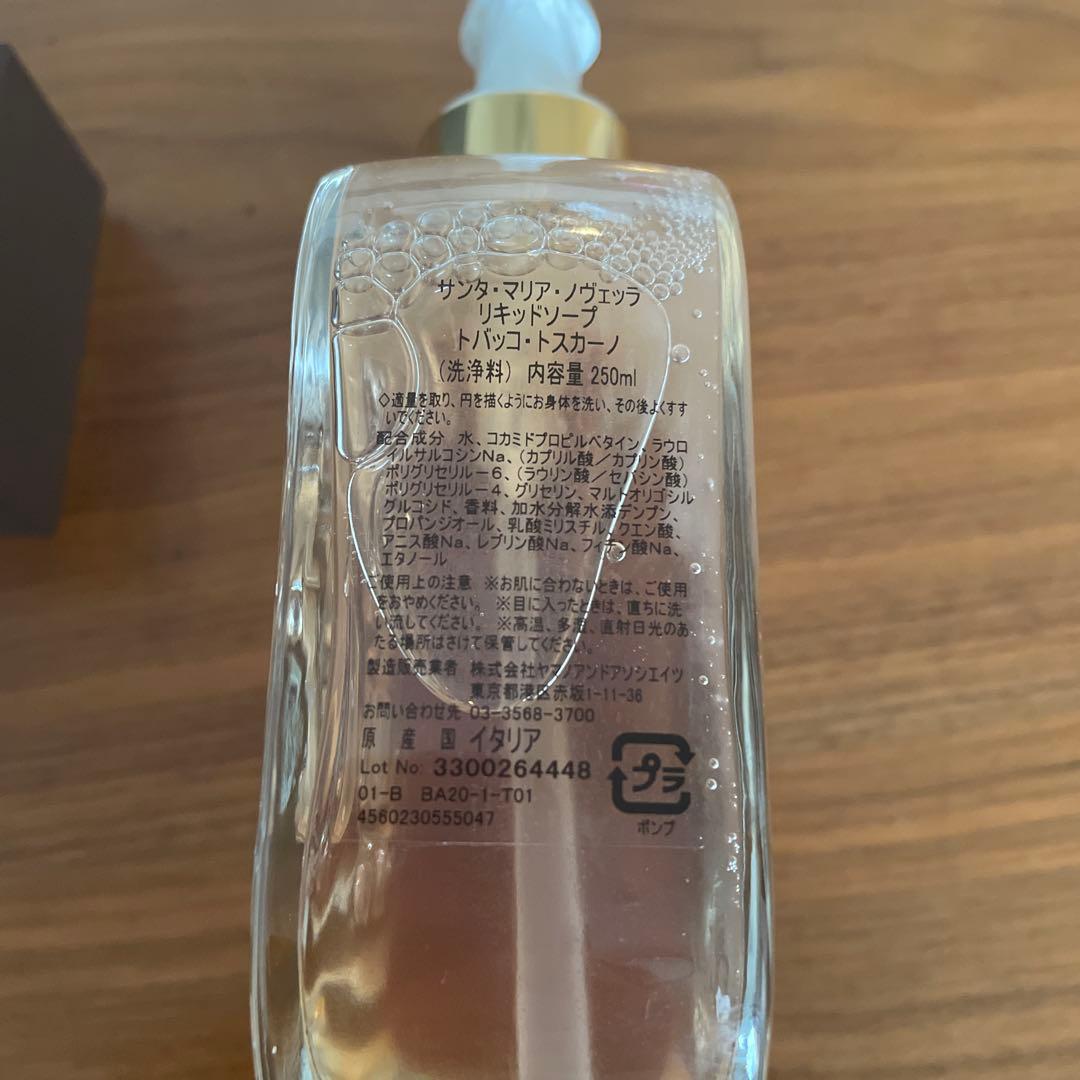 サンタ・マリア・ノヴェッラ
リキッドソープ
トバッコ・トスカーノ
(洗浄料) 内容量 250ml
◇適量を取り、円を描くようにお身体を洗い、その後よくすす
いでください。
配合成分 水、コカミドプロピルベタイン、ラウロ
イルサルコシンNa、(カプリル酸/カプリン酸)
ポリグリセリル-6、(ラウリン酸/セバシン酸)
ポリグリセリル-4、グリセリン、マルトオリゴシル
グルコシド、香料、加水分解水添デンプン、
プロパンジオール、乳酸ミリスチル、クエン酸、
アニス酸Na、レブリン酸Na、フィチン酸Na、
エタノール
ご使用上の注意 ※お肌に合わないときは、ご使用
をおやめください。 ※目に入ったときは、直ちに洗
い流してください。 ※高温、多湿、直射日光のあ
たる場所はさけて保管してください。
製造販売業者 株式会社ヤマノアンドアソシエイツ
東京都港区赤坂1-11-36
お問い合わせ先 03-3568-3700
原産国 イタリア
Lot No: 3300264448
01-B BA20-1-T01
4560230555047
プラ
ポンプ